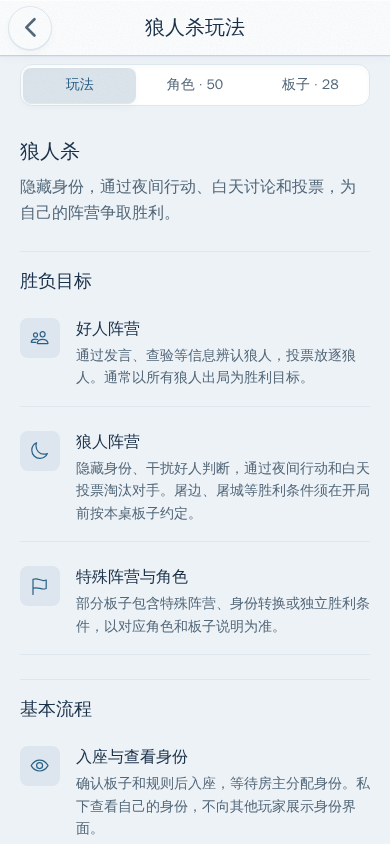 狼人杀玩法
玩法
角色 · 50
板子 · 28
狼人杀
隐藏身份，通过夜间行动、白天讨论和投票，为
自己的阵营争取胜利。
胜负目标
好人阵营
通过发言、查验等信息辨认狼人，投票放逐狼
人。通常以所有狼人出局为胜利目标。
狼人阵营
隐藏身份、干扰好人判断，通过夜间行动和白天
投票淘汰对手。屠边、屠城等胜利条件须在开局
前按本桌板子约定。
特殊阵营与角色
部分板子包含特殊阵营、身份转换或独立胜利条
件，以对应角色和板子说明为准。
基本流程
入座与查看身份
确认板子和规则后入座，等待房主分配身份。私
下查看自己的身份，不向其他玩家展示身份界
面。